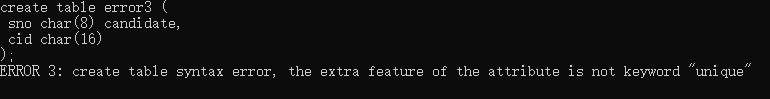 create table error3 (
sno char(8) candidate,
cid char(16)
);
ERROR 3: create table syntax error, the extra feature of the attribute is not keyword "unique"